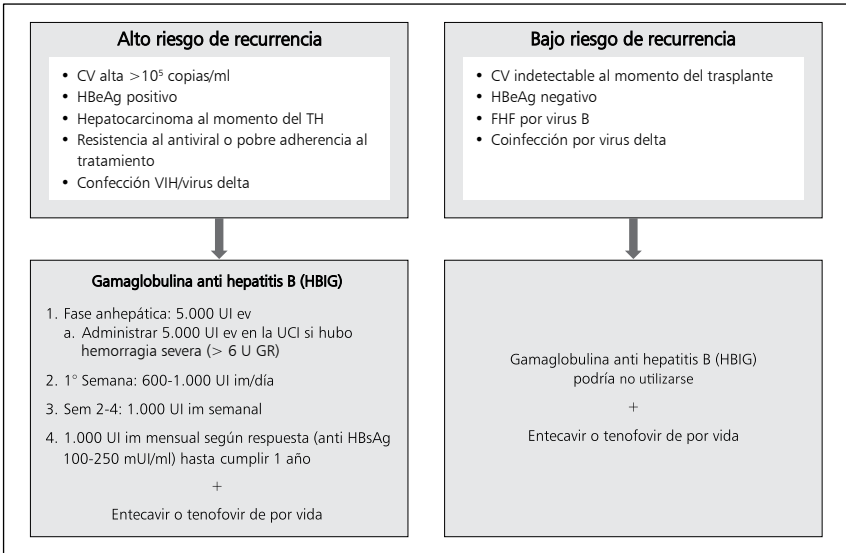 Alto riesgo de recurrencia
• CV alta >10⁵ copias/ml
• HBeAg positivo
• Hepatocarcinoma al momento del TH
• Resistencia al antiviral o pobre adherencia al
tratamiento
• Confección VIH/virus delta
Gamaglobulina anti hepatitis B (HBIG)
1. Fase anhepática: 5.000 UI ev
a. Administrar 5.000 UI ev en la UCI si hubo
hemorragia severa (> 6 U GR)
2. 1° Semana: 600-1.000 UI im/día
3. Sem 2-4: 1.000 UI im semanal
4. 1.000 UI im mensual según respuesta (anti HBsAg
100-250 mUI/ml) hasta cumplir 1 año
+
Entecavir o tenofovir de por vida
Bajo riesgo de recurrencia
• CV indetectable al momento del trasplante
• HBeAg negativo
• FHF por virus B
• Coinfección por virus delta
Gamaglobulina anti hepatitis B (HBIG)
podría no utilizarse
+
Entecavir o tenofovir de por vida